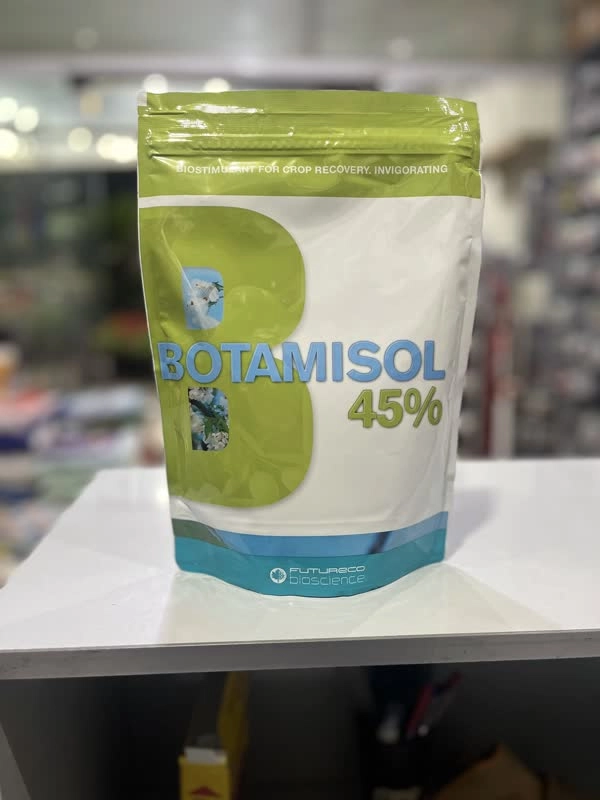 BIOSTIMULANT FOR CROP RECOVERY. INVIGORATING
B
BOTAMISOL
45%
FUTURECO
bioscience